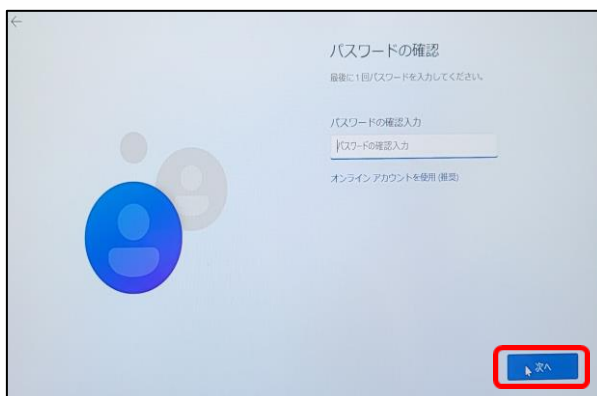 パスワードの確認
最後に1回パスワードを入力してください。
パスワードの確認入力
パスワードの確認入力
オンライン アカウントを使用 (推奨)
次へ